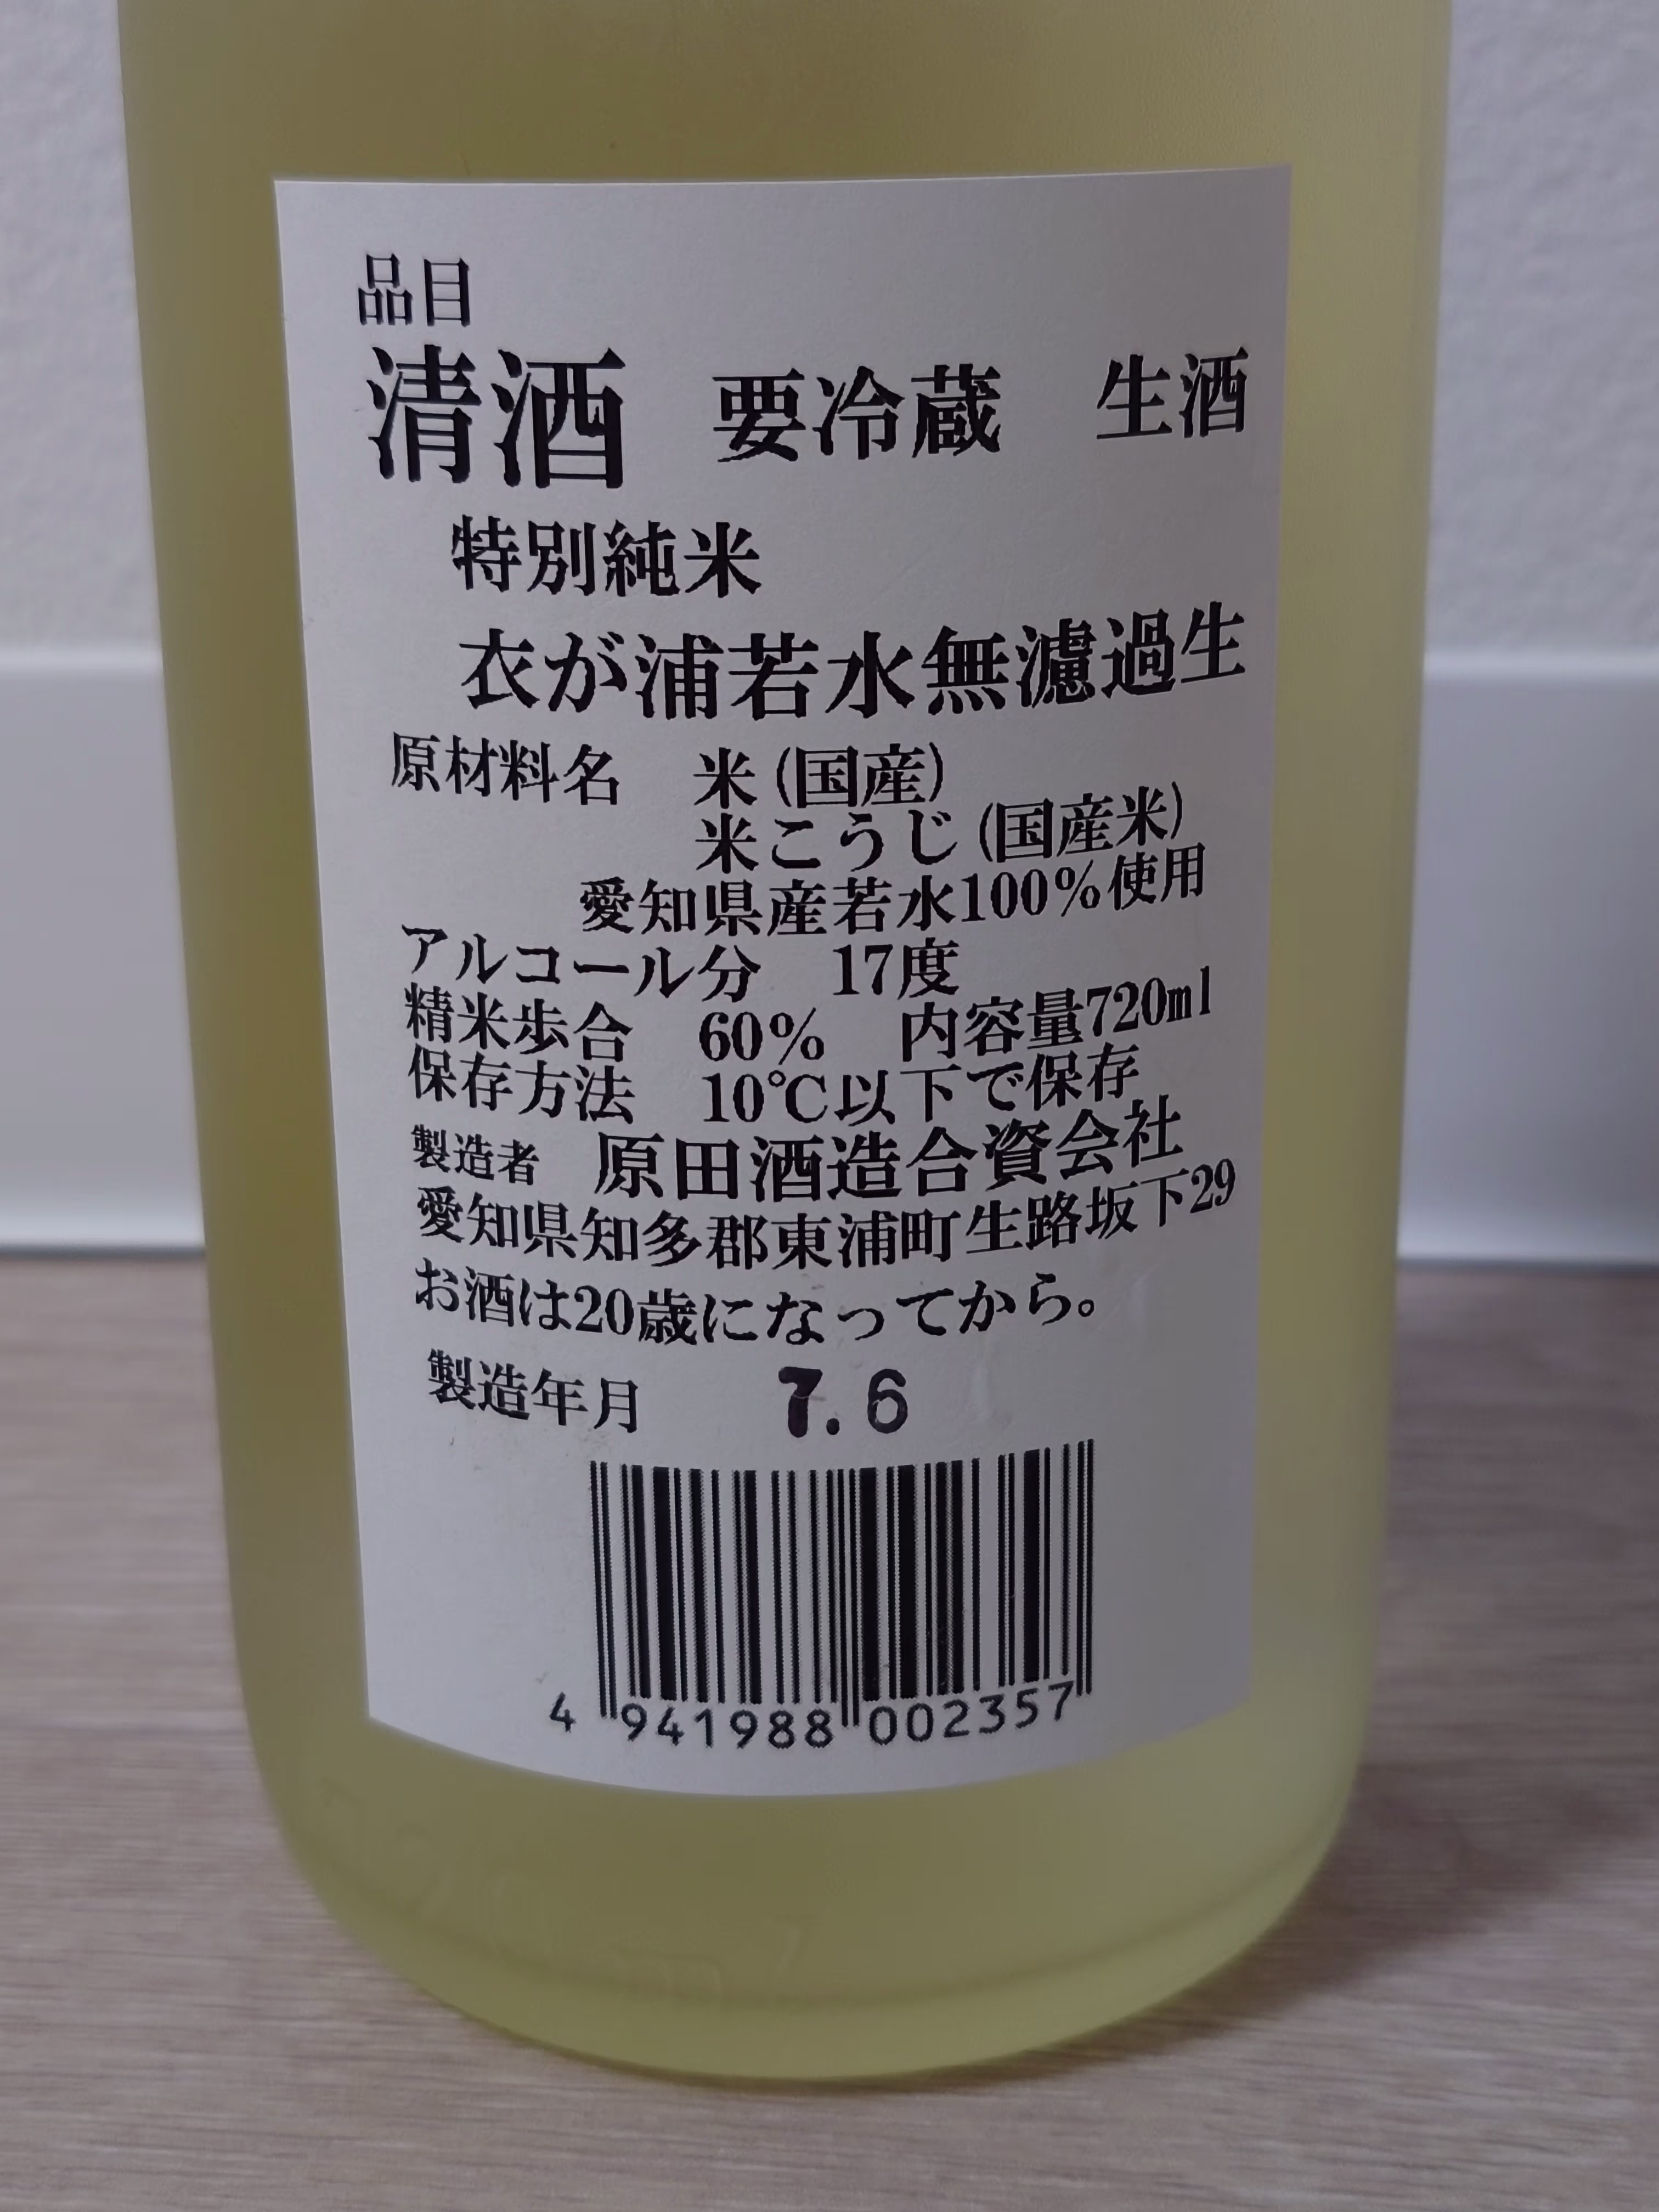 品目
清酒 要冷蔵 生酒
特別純米
衣が浦若水無濾過生
原材料名 米(国産)
米こうじ(国産米)
愛知県産若水100%使用
アルコール分 17度
精米歩合 60% 内容量720ml
保存方法 10℃以下で保存
製造者 原田酒造合資会社
愛知県知多郡東浦町生路坂下29
お酒は20歳になってから。
製造年月 7.6
4 941988 002357
720ml